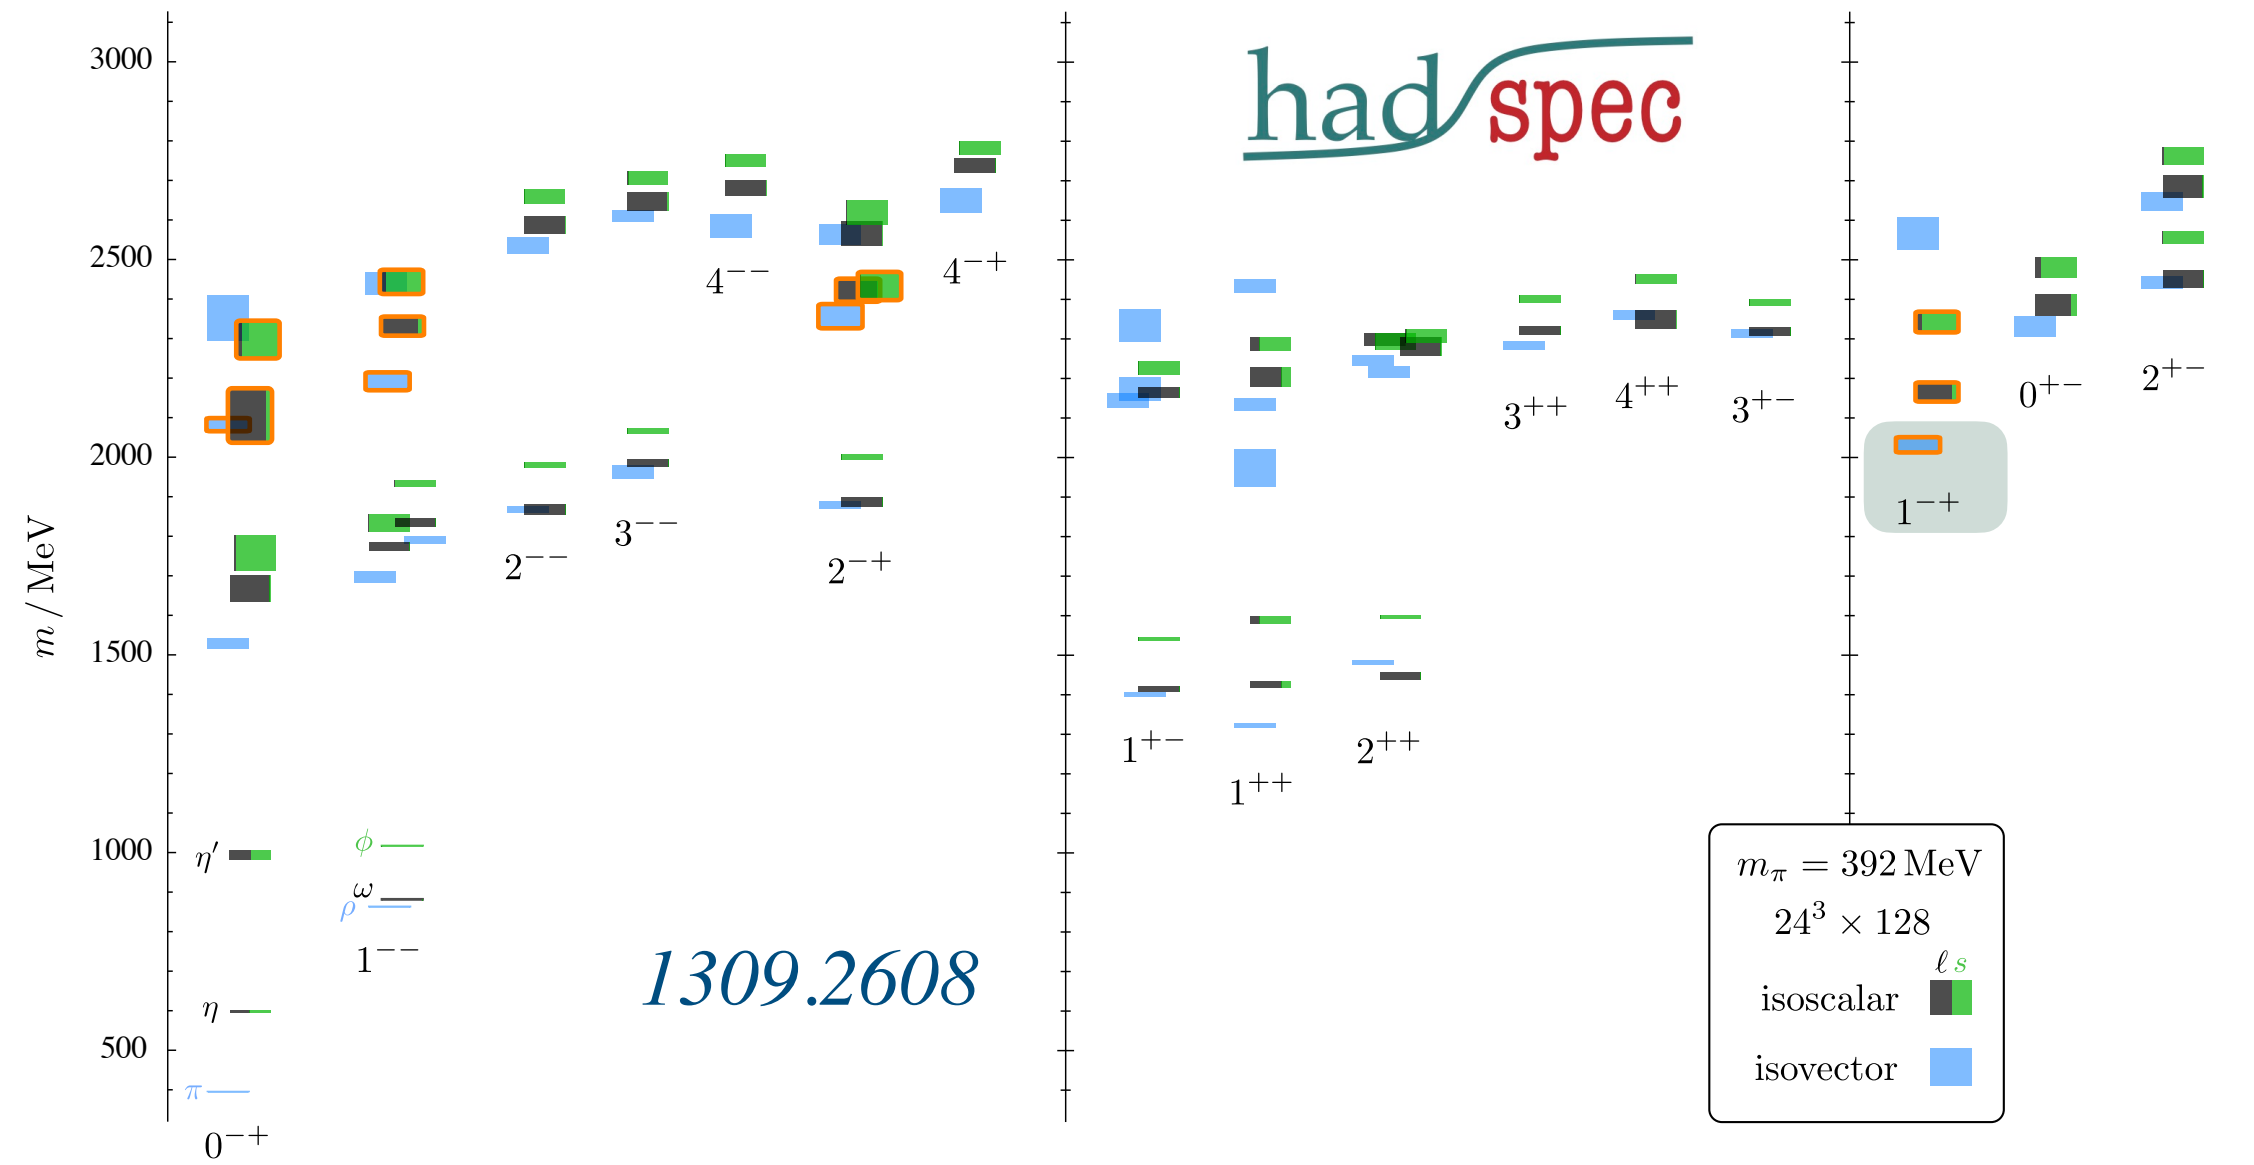 3000
2500
2000
1500
1000
500
m / MeV
had spec
4⁻⁻
4⁻⁺
2⁻⁻
3⁻⁻
2⁻⁺
3⁺⁺
4⁺⁺
3⁺⁻
0⁺⁻
2⁺⁻
1⁻⁺
1⁺⁻
1⁺⁺
2⁺⁺
η′
ϕ
ω
ρ
1⁻⁻
η
π
0⁻⁺
1309.2608
m_π = 392 MeV
24³ × 128
ℓ s
isoscalar
isovector